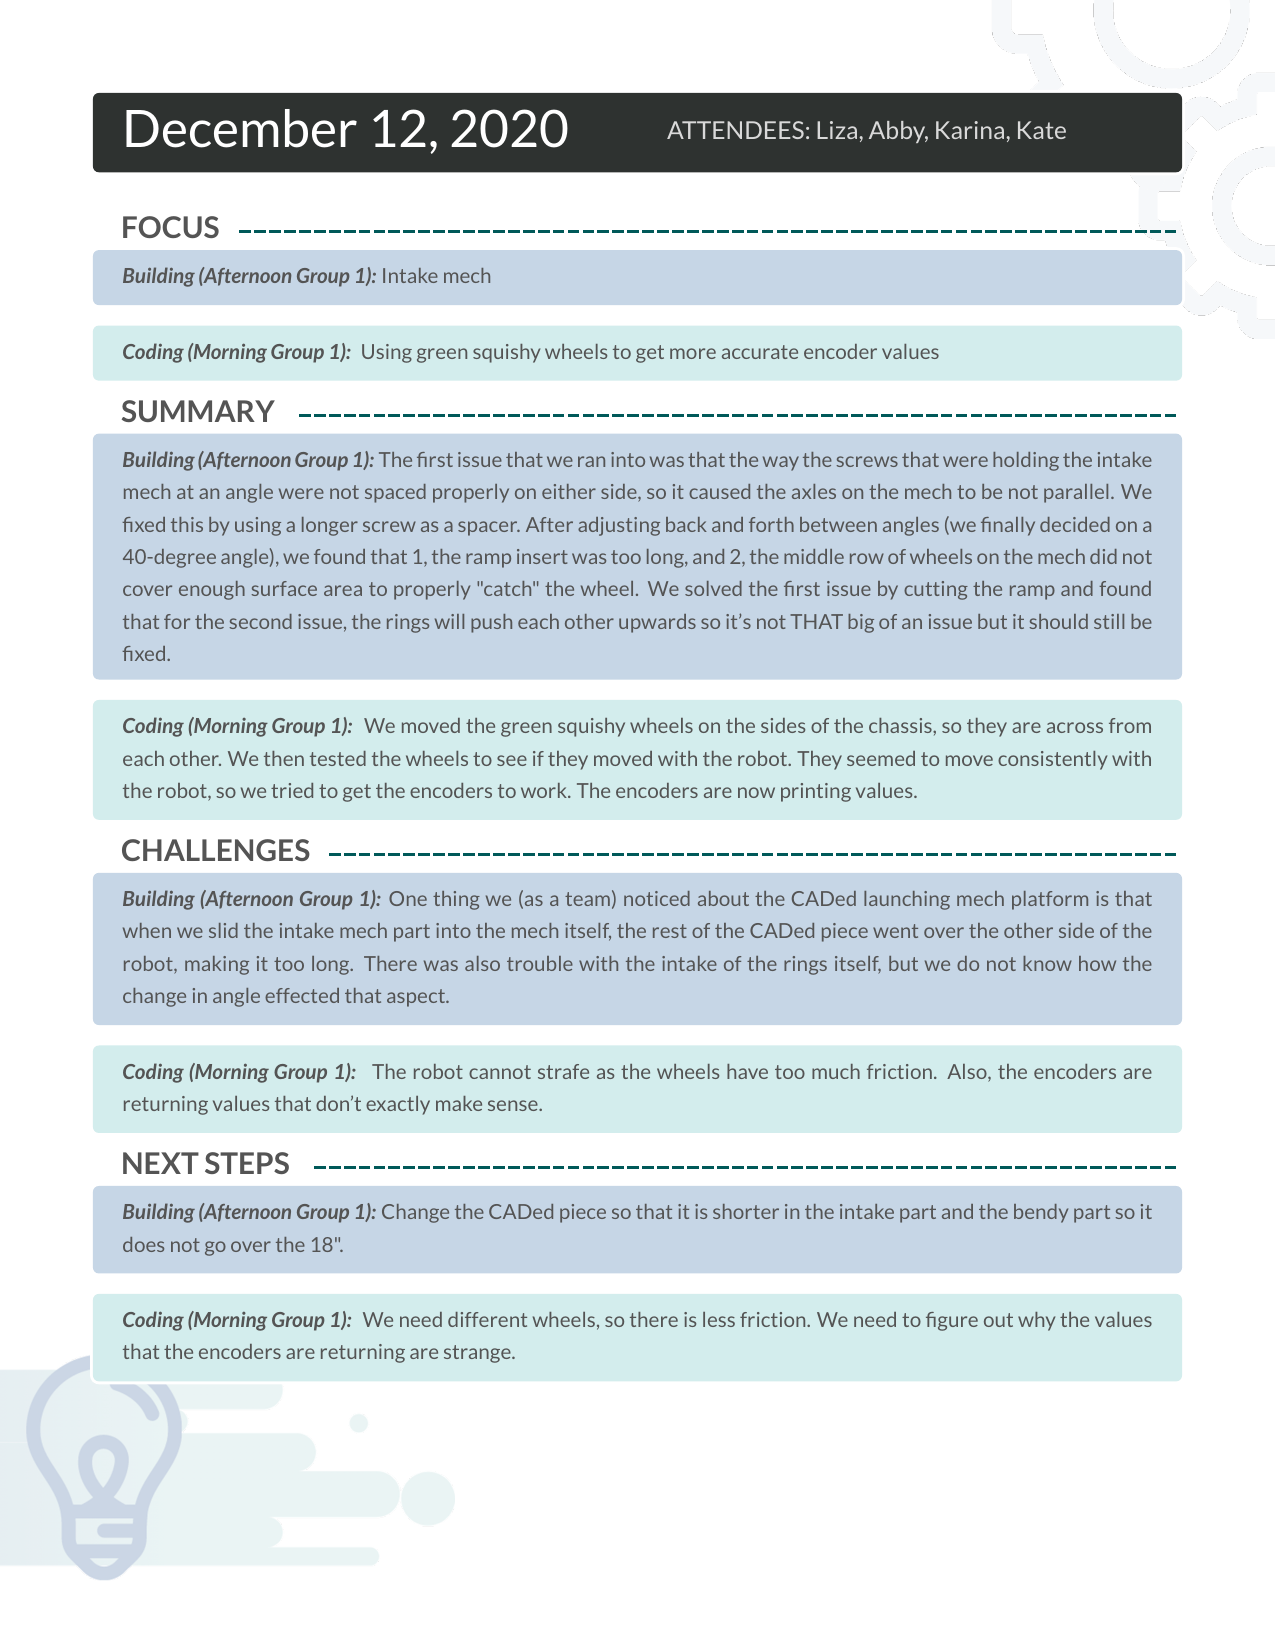 December 12, 2020 ATTENDEES: Liza, Abby, Karina, Kate
FOCUS
Building (Afternoon Group 1): Intake mech
Coding (Morning Group 1): Using green squishy wheels to get more accurate encoder values
SUMMARY
Building (Afternoon Group 1): The first issue that we ran into was that the way the screws that were holding the intake
mech at an angle were not spaced properly on either side, so it caused the axles on the mech to be not parallel. We
fixed this by using a longer screw as a spacer. After adjusting back and forth between angles (we finally decided on a
40-degree angle), we found that 1, the ramp insert was too long, and 2, the middle row of wheels on the mech did not
cover enough surface area to properly "catch" the wheel. We solved the first issue by cutting the ramp and found
that for the second issue, the rings will push each other upwards so it’s not THAT big of an issue but it should still be
fixed.
Coding (Morning Group 1): We moved the green squishy wheels on the sides of the chassis, so they are across from
each other. We then tested the wheels to see if they moved with the robot. They seemed to move consistently with
the robot, so we tried to get the encoders to work. The encoders are now printing values.
CHALLENGES
Building (Afternoon Group 1): One thing we (as a team) noticed about the CADed launching mech platform is that
when we slid the intake mech part into the mech itself, the rest of the CADed piece went over the other side of the
robot, making it too long. There was also trouble with the intake of the rings itself, but we do not know how the
change in angle effected that aspect.
Coding (Morning Group 1): The robot cannot strafe as the wheels have too much friction. Also, the encoders are
returning values that don’t exactly make sense.
NEXT STEPS
Building (Afternoon Group 1): Change the CADed piece so that it is shorter in the intake part and the bendy part so it
does not go over the 18".
Coding (Morning Group 1): We need different wheels, so there is less friction. We need to figure out why the values
that the encoders are returning are strange.